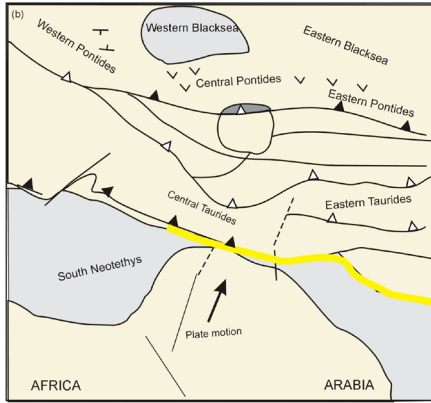 (b)
Western Blacksea
Eastern Blacksea
Western Pontides
Central Pontides
Eastern Pontides
Central Taurides
Eastern Taurides
South Neotethys
Plate motion
AFRICA
ARABIA